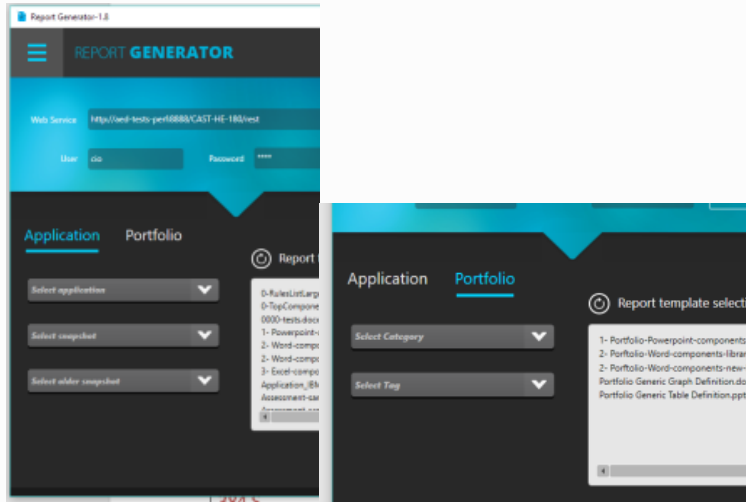 Report Generator-1.8
REPORT GENERATOR
Web Service http://aed-tests-perf:8888/CAST-HE-180/rest
User cio Password ****
Application Portfolio
Report
Select application
Select snapshot
Select older snapshot
0-RulesListLarg
0-TopCompone
0000-tests.docx
1- Powerpoint-
2- Word-compo
2- Word-compo
3- Excel-compo
Application_IBM
Assessment-sam
Application Portfolio
Report template selecti
Select Category
Select Tag
1- Portfolio-Powerpoint-components
2- Porftolio-Word-components-librar
2- Porftolio-Word-components-new-
Portfolio Generic Graph Definition.do
Portfolio Generic Table Definition.ppt